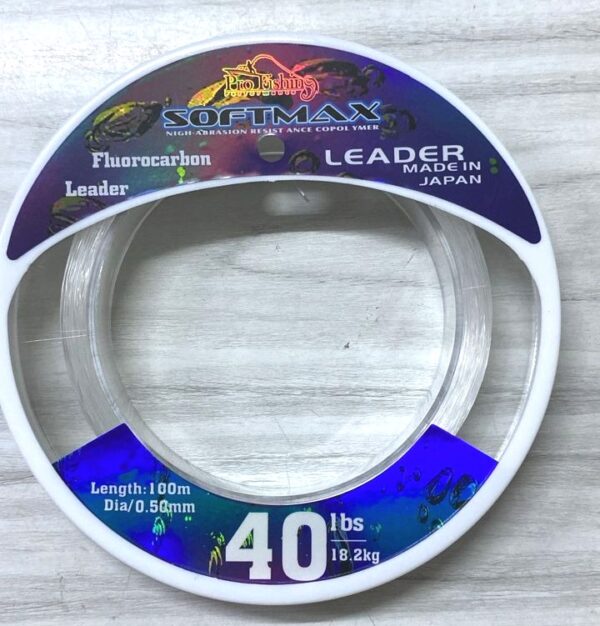 Pro Fishing
SOFTMAX
NIGH-ABRASION RESIST ANCE COPOL YMER
Fluorocarbon
Leader
LEADER
MADE IN
JAPAN
Length:100m
Dia/0.50mm
40
lbs
18.2kg